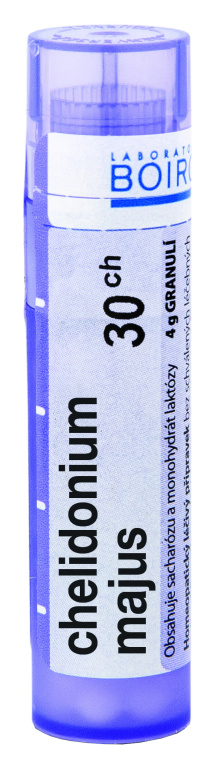 LABORATO
BOIRO
chelidonium
majus
30 ch
4 g GRANULÍ
Obsahuje sacharózu a monohydrát laktózy
Homeopatický léčivý přípravek bez schválených léčebných